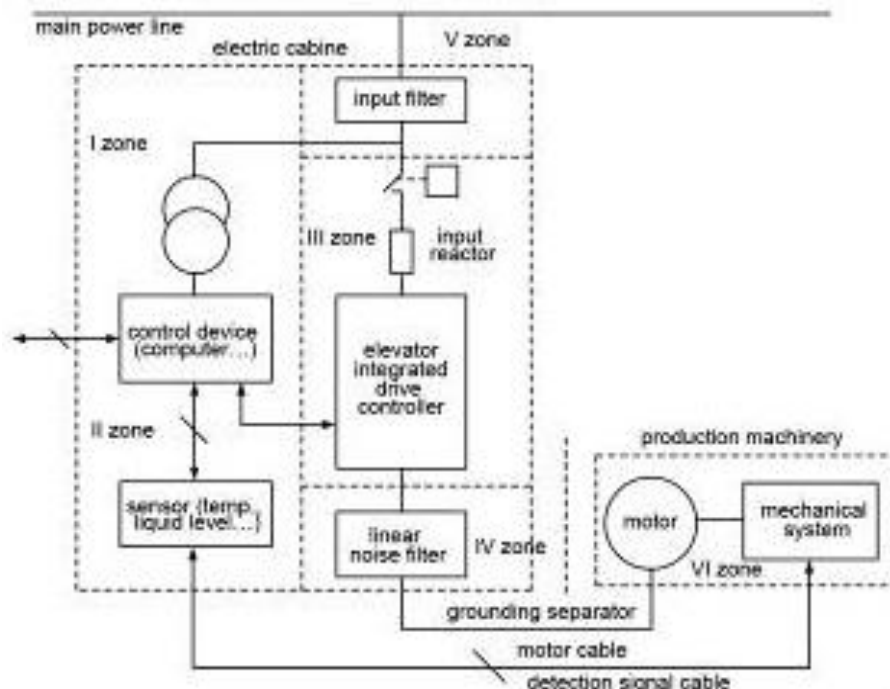 main power line
electric cabine
V zone
input filter
I zone
III zone
input
reactor
control device
(computer...)
elevator
integrated
drive
controller
II zone
production machinery
sensor (temp.,
liquid level...)
linear
noise filter
IV zone
motor
mechanical
system
VI zone
grounding separator
motor cable
detection signal cable